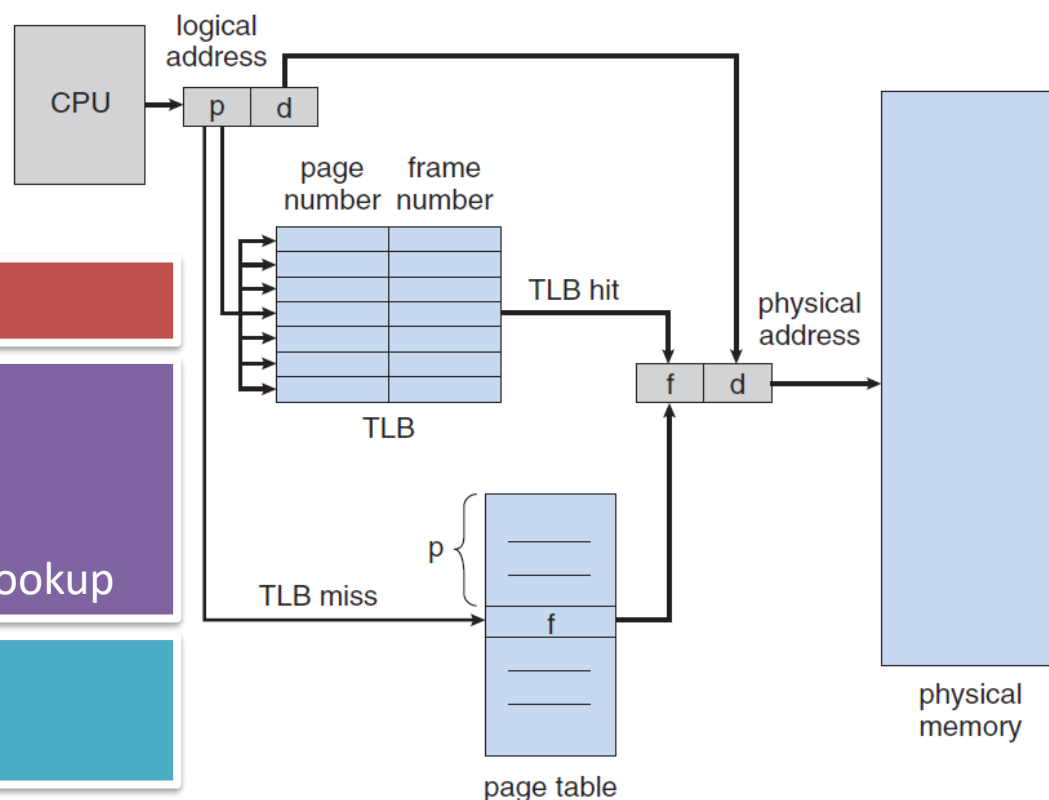 logical
address
CPU
p
d
page
number
frame
number
TLB hit
physical
address
f
d
TLB
p
ookup
TLB miss
f
physical
memory
page table